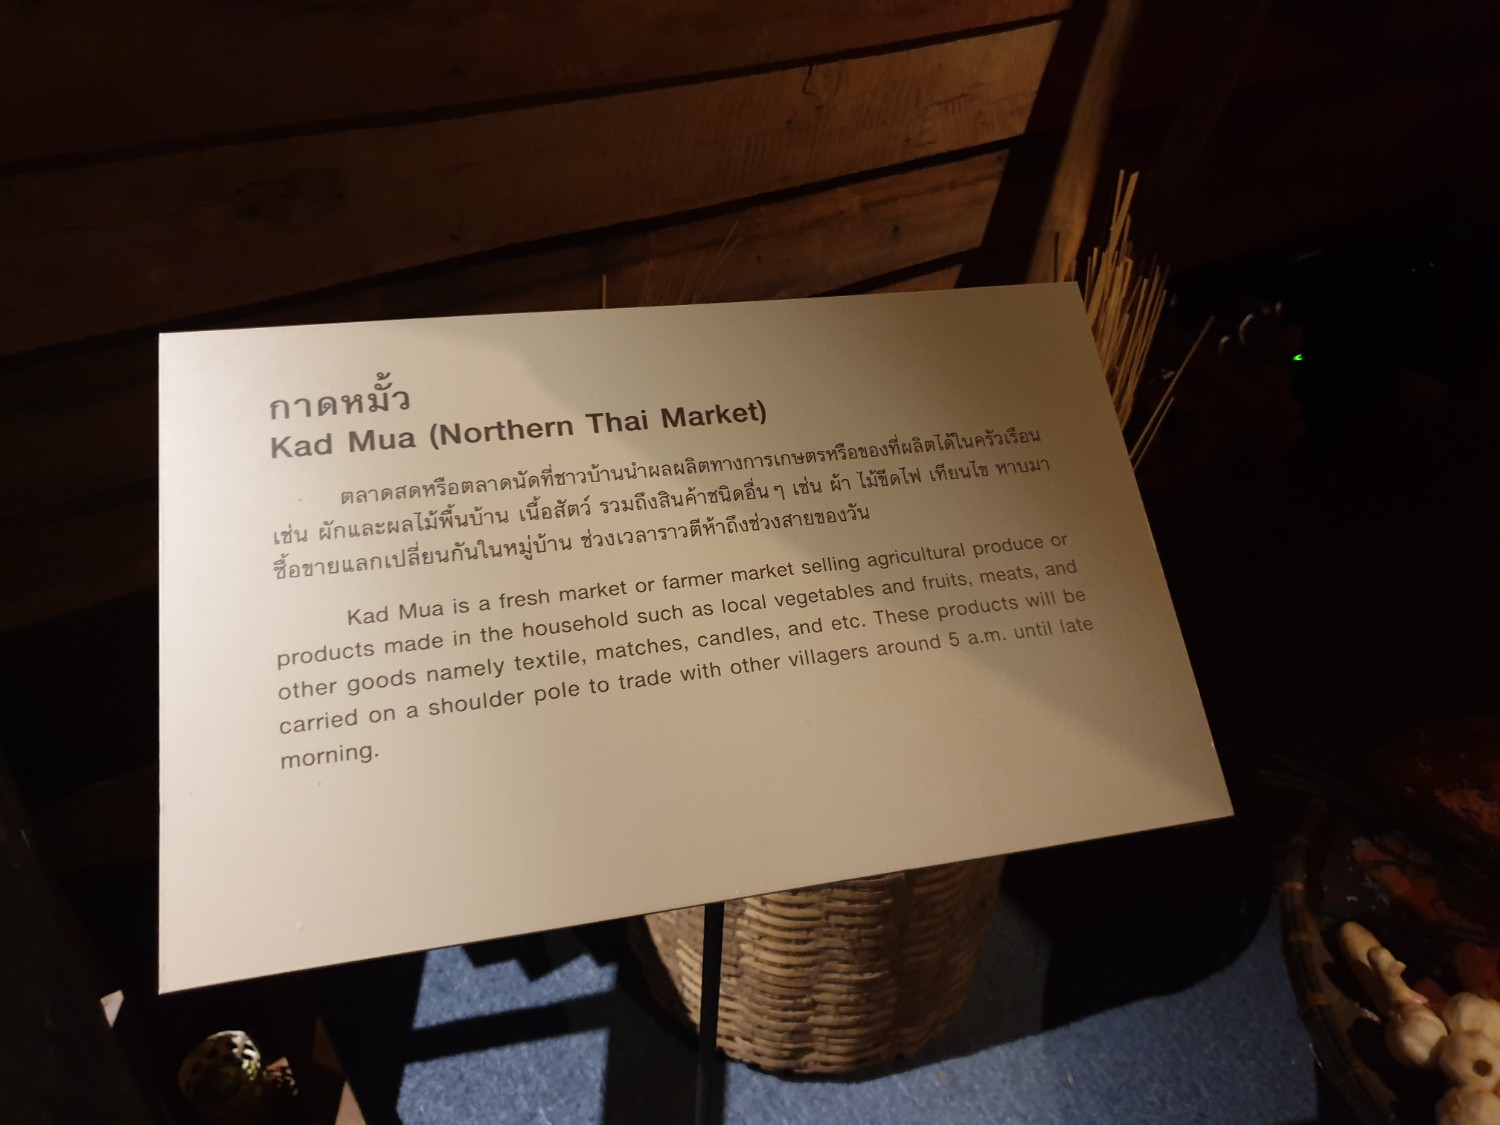 กาดหมั้ว
Kad Mua (Northern Thai Market)
ตลาดสดหรือตลาดนัดที่ชาวบ้านนำผลผลิตทางการเกษตรหรือของที่ผลิตได้ในครัวเรือน
เช่น ผักและผลไม้พื้นบ้าน เนื้อสัตว์ รวมถึงสินค้าชนิดอื่น ๆ เช่น ผ้า ไม้ขีดไฟ เทียนไข หาบมา
ซื้อขายแลกเปลี่ยนกันในหมู่บ้าน ช่วงเวลาราวตีห้าถึงช่วงสายของวัน
Kad Mua is a fresh market or farmer market selling agricultural produce or
products made in the household such as local vegetables and fruits, meats, and
other goods namely textile, matches, candles, and etc. These products will be
carried on a shoulder pole to trade with other villagers around 5 a.m. until late
morning.